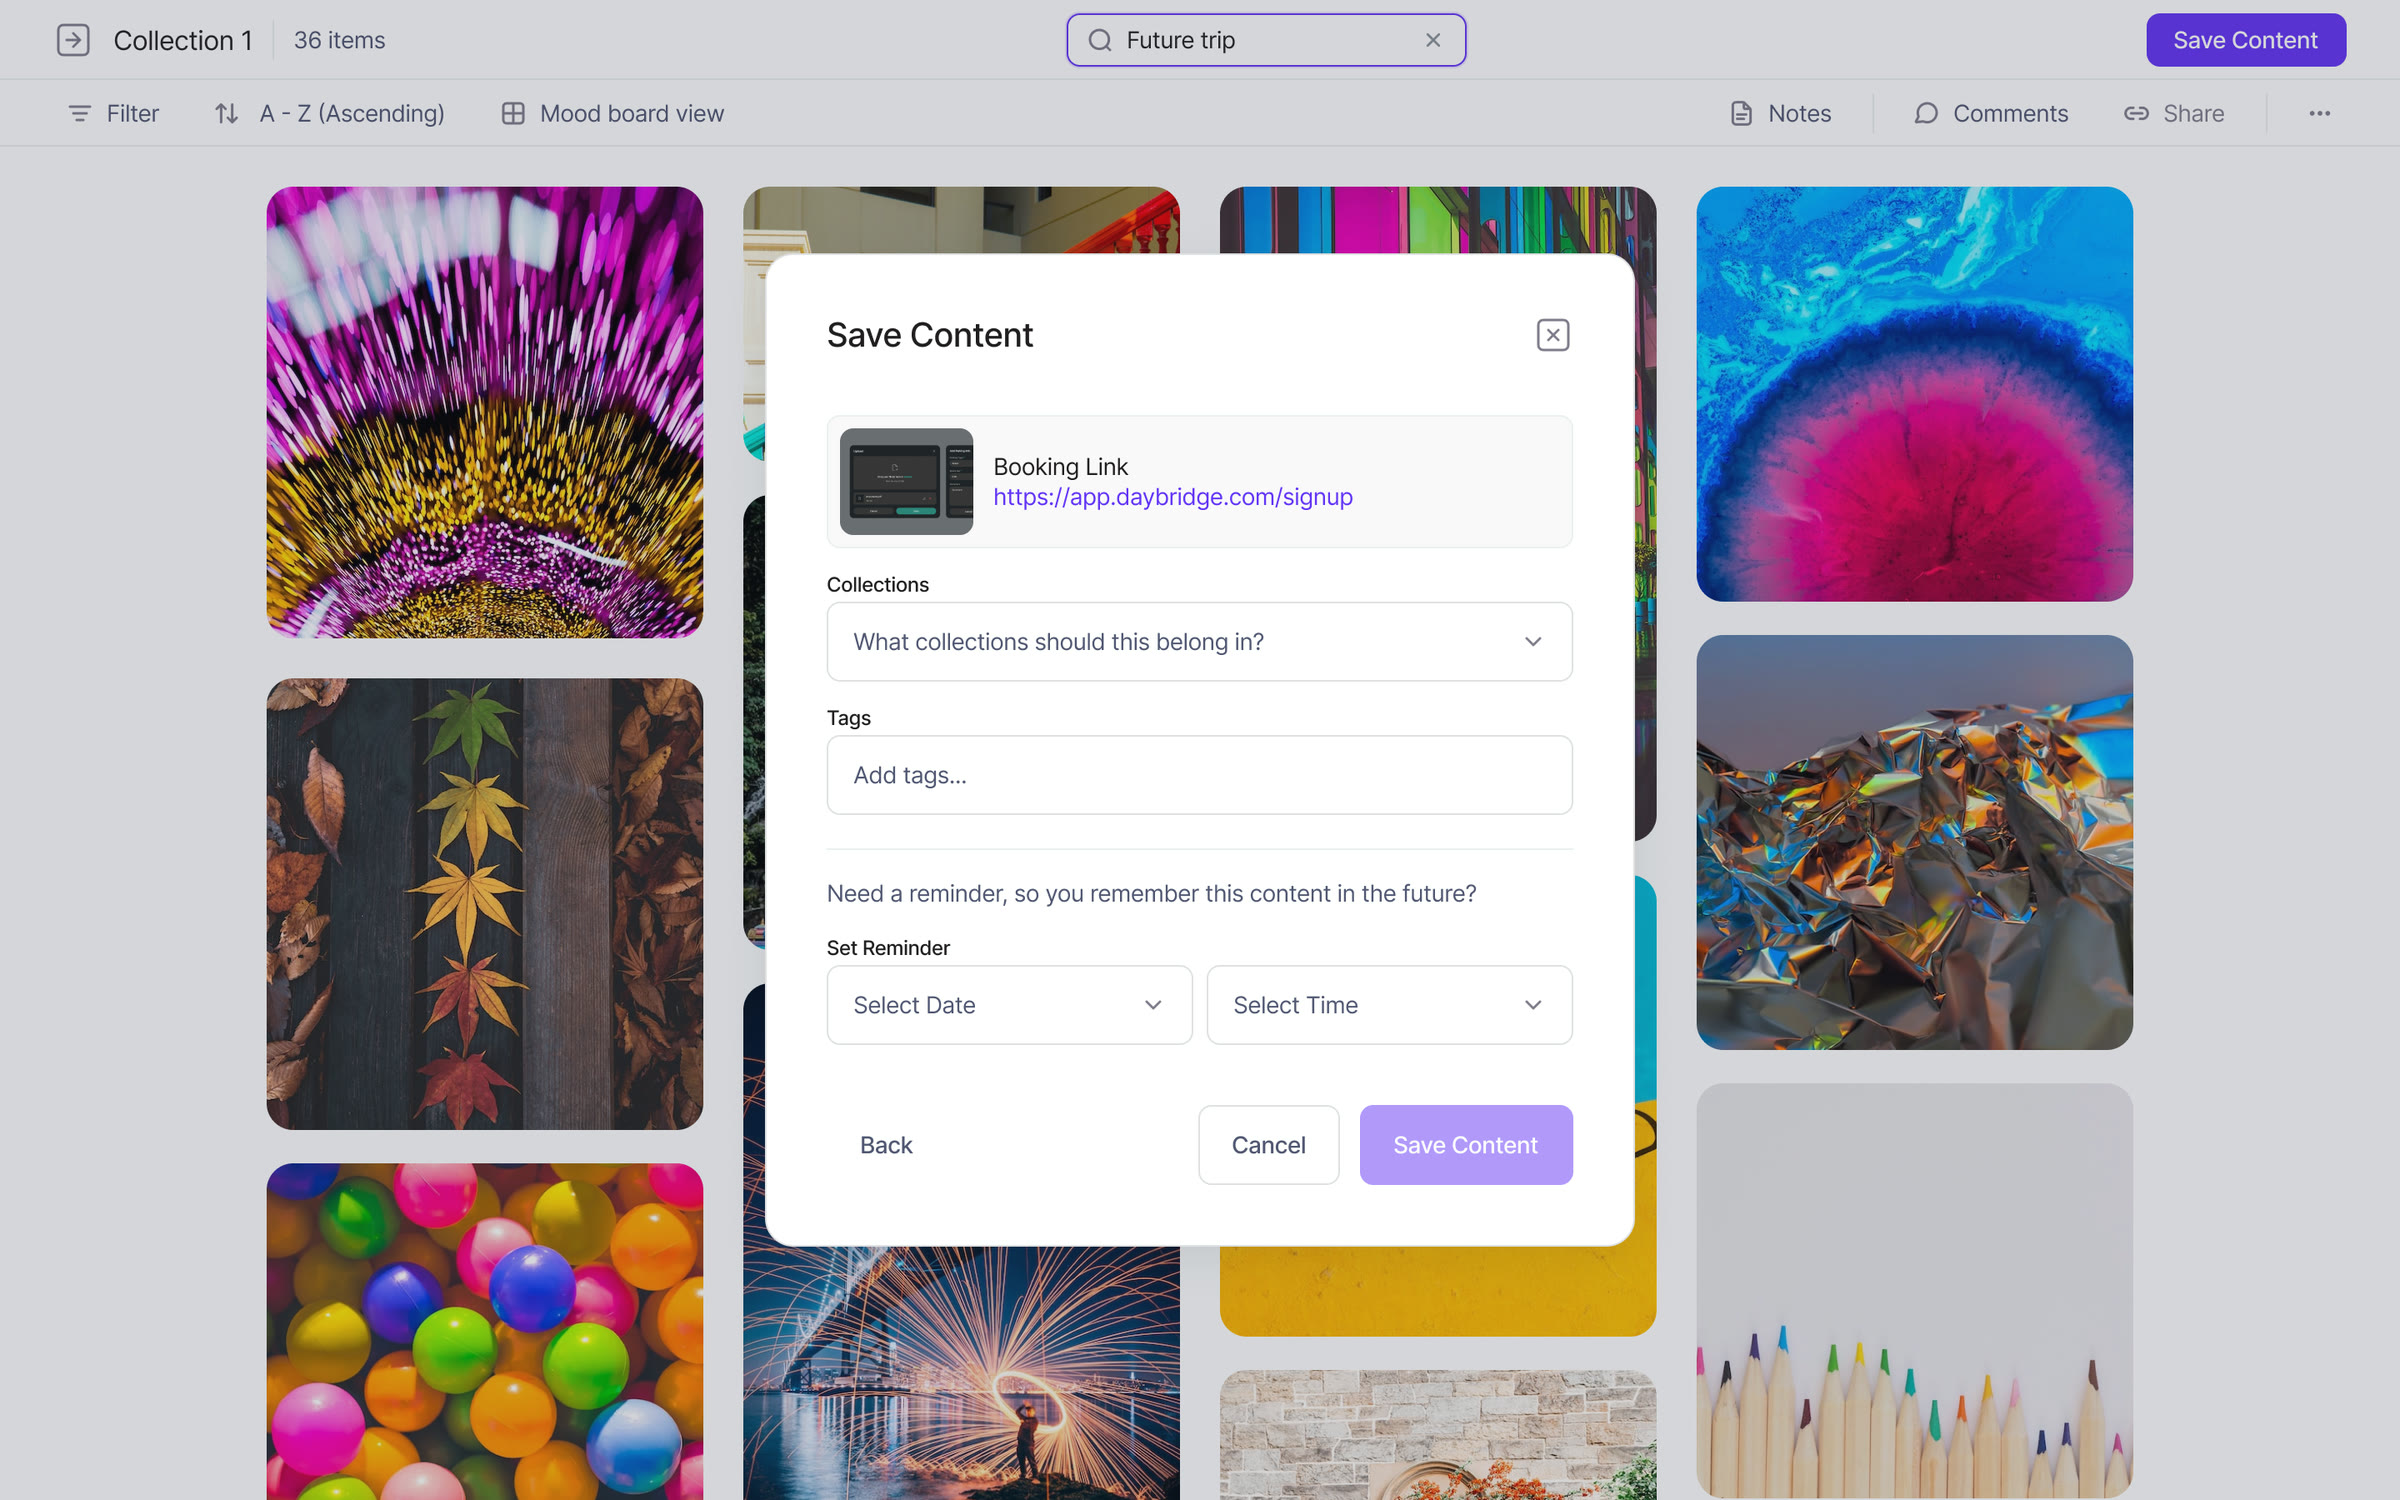 Collection 1
36 items
Future trip
Save Content
Filter
A - Z (Ascending)
Mood board view
Notes
Comments
Share
Save Content
Booking Link
https://app.daybridge.com/signup
Collections
What collections should this belong in?
Tags
Add tags...
Need a reminder, so you remember this content in the future?
Set Reminder
Select Date
Select Time
Back
Cancel
Save Content